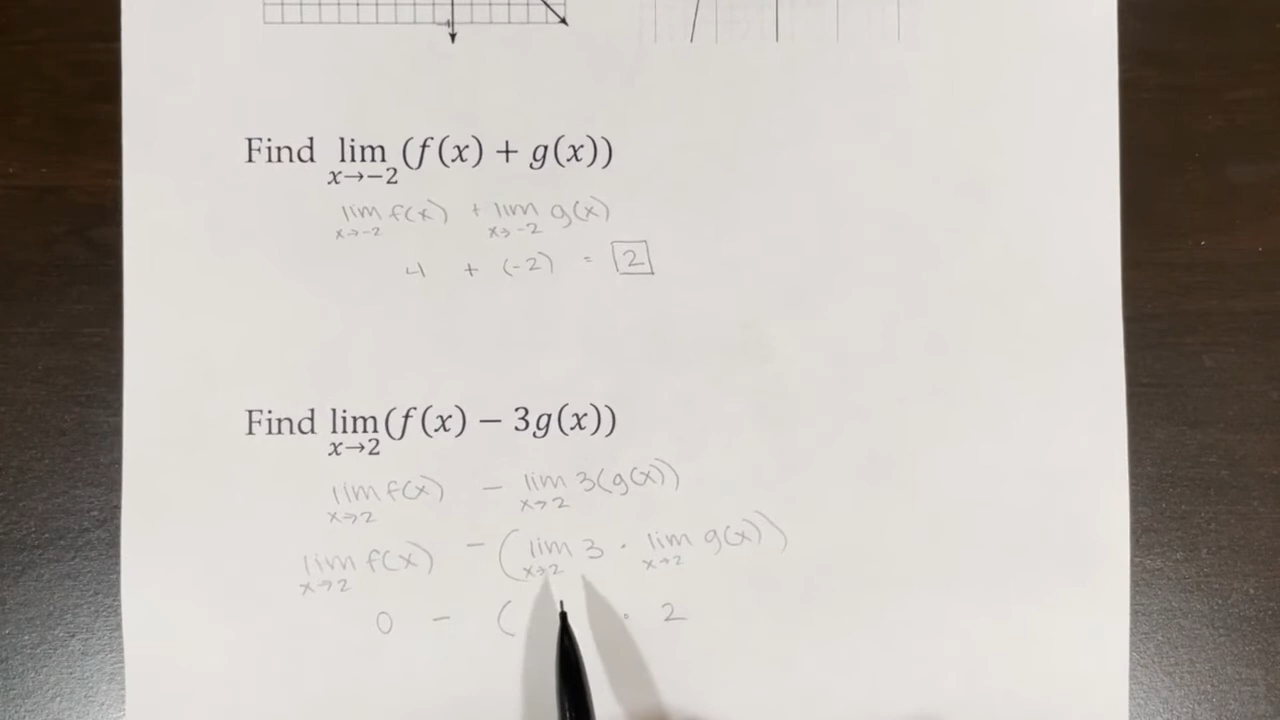 Find lim (f(x) + g(x))
x→-2
lim f(x) + lim g(x)
x→-2 x→-2
4 + (-2) = 2
Find lim (f(x) − 3g(x))
x→2
lim f(x) − lim 3(g(x))
x→2 x→2
lim f(x) − (lim 3 · lim g(x))
x→2 x→2 x→2
0 − ( · 2